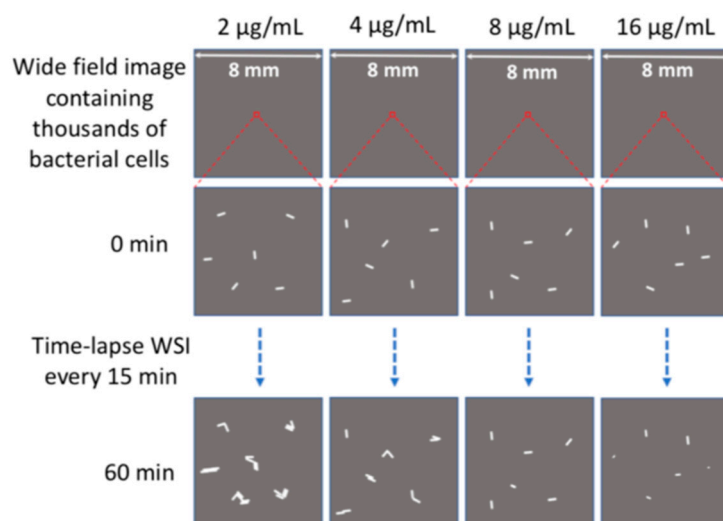 2 µg/mL 4 µg/mL 8 µg/mL 16 µg/mL
Wide field image
containing
thousands of
bacterial cells
8 mm 8 mm 8 mm 8 mm
0 min
Time-lapse WSI
every 15 min
60 min